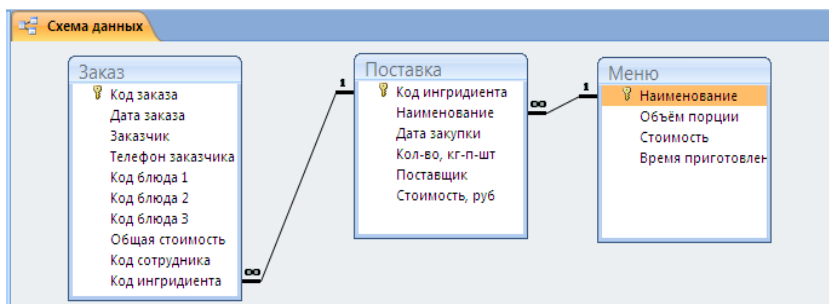 Схема данных
Заказ
Код заказа
Дата заказа
Заказчик
Телефон заказчика
Код блюда 1
Код блюда 2
Код блюда 3
Общая стоимость
Код сотрудника
Код ингридиента
∞
1
Поставка
Код ингридиента
Наименование
Дата закупки
Кол-во, кг-п-шт
Поставщик
Стоимость, руб
∞
1
Меню
Наименование
Объём порции
Стоимость
Время приготовлен